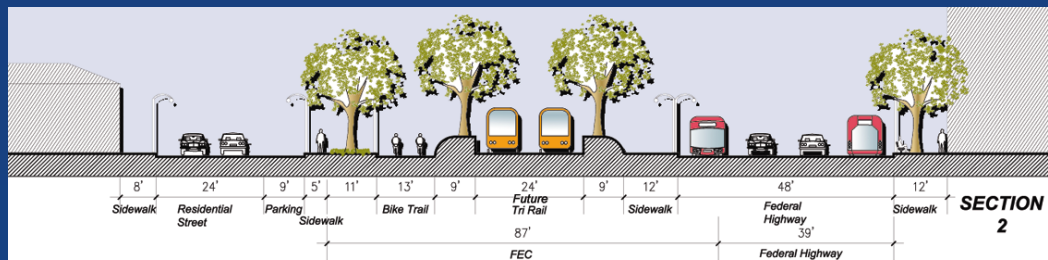 8' 24' 9' 5' 11' 13' 9' 24' 9' 12' 48' 12'
Sidewalk Residential Street Parking Sidewalk Bike Trail Future Tri Rail Sidewalk Federal Highway Sidewalk
SECTION 2
87' 39'
FEC Federal Highway